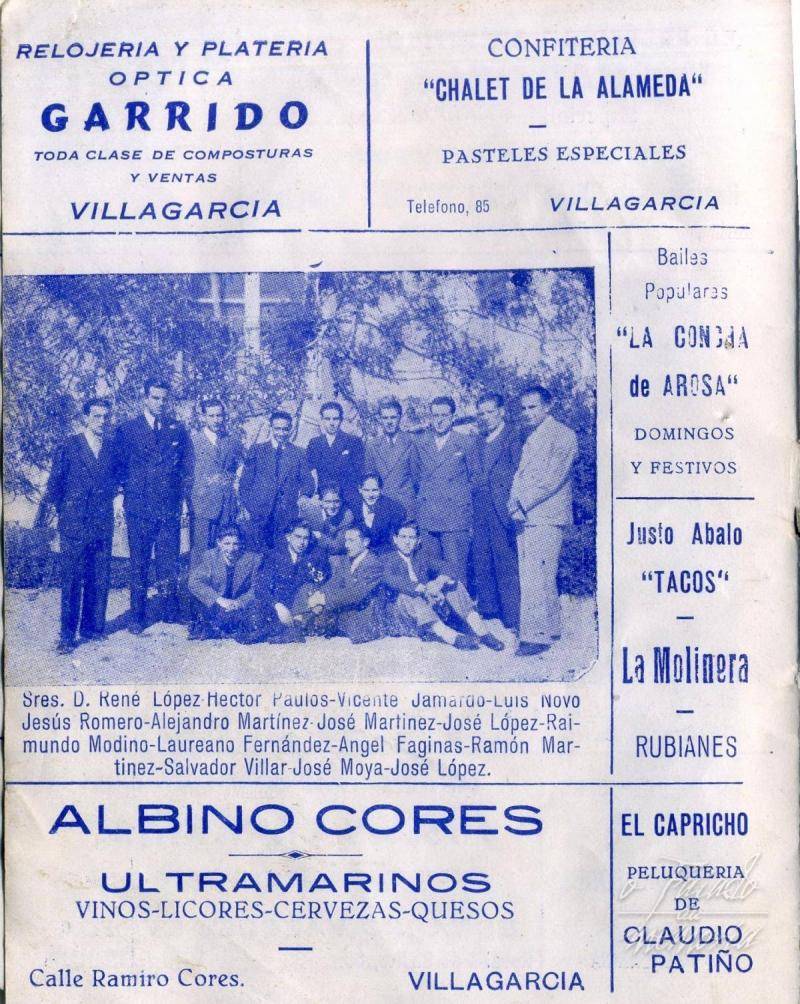 RELOJERIA Y PLATERIA
OPTICA
GARRIDO
TODA CLASE DE COMPOSTURAS
Y VENTAS
VILLAGARCIA
CONFITERIA
"CHALET DE LA ALAMEDA"
PASTELES ESPECIALES
Telefono, 85 VILLAGARCIA
Bailes
Populares
"LA CONCHA
de AROSA"
DOMINGOS
Y FESTIVOS
Justo Abalo
"TACOS"
La Molinera
RUBIANES
Sres. D. René López-Hector Paulos-Vicente Jamardo-Luis Novo
Jesús Romero-Alejandro Martínez-José Martinez-José López-Rai-
mundo Modino-Laureano Fernández-Angel Faginas-Ramón Mar-
tinez-Salvador Villar-José Moya-José López.
ALBINO CORES
ULTRAMARINOS
VINOS-LICORES-CERVEZAS-QUESOS
Calle Ramiro Cores. VILLAGARCIA
EL CAPRICHO
PELUQUERIA
DE
CLAUDIO
PATIÑO